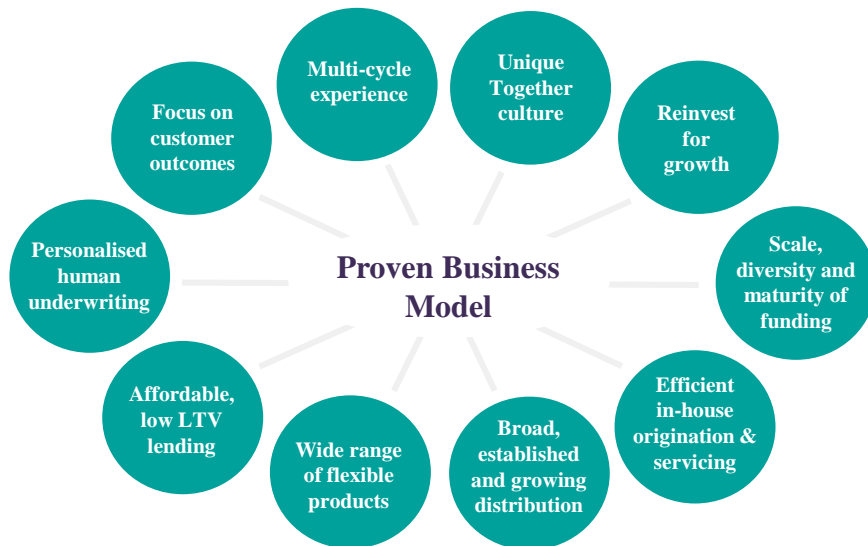 Multi-cycle
experience
Unique
Together
culture
Focus on
customer
outcomes
Reinvest
for
growth
Personalised
human
underwriting
Proven Business
Model
Scale,
diversity and
maturity of
funding
Affordable,
low LTV
lending
Efficient
in-house
origination &
servicing
Wide range
of flexible
products
Broad,
established
and growing
distribution